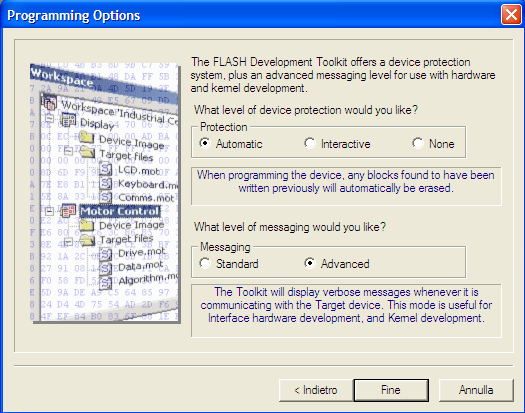 Programming Options
Workspace
Workspace 'Industrial Ce
Display
Device Image
Target files
LCD.mot
Keyboard.mo
Comms.mot
Motor Control
Device Image
Target files
Drive.mot
Data.mot
Algorithm.mot
The FLASH Development Toolkit offers a device protection
system, plus an advanced messaging level for use with hardware
and kernel development.
What level of device protection would you like?
Protection
Automatic Interactive None
When programming the device, any blocks found to have been
written previously will automatically be erased.
What level of messaging would you like?
Messaging
Standard Advanced
The Toolkit will display verbose messages whenever it is
communicating with the Target device. This mode is useful for
Interface hardware development, and Kernel development.
< Indietro Fine Annulla